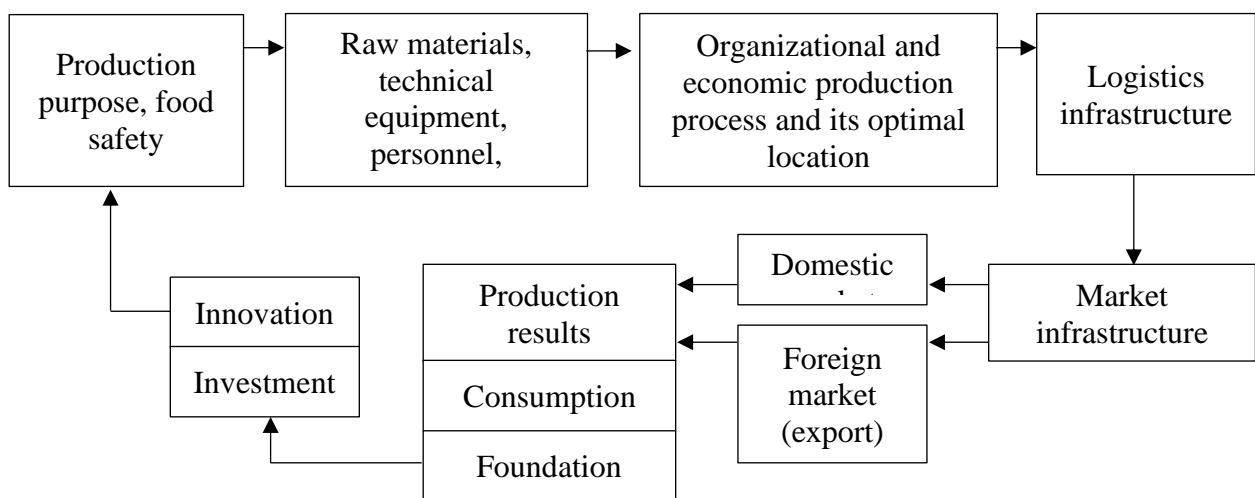 Production
purpose, food
safety
Raw materials,
technical
equipment,
personnel,
Organizational and
economic production
process and its optimal
location
Logistics
infrastructure
Domestic
Market
infrastructure
Production
results
Innovation
Investment
Foreign
market
(export)
Consumption
Foundation